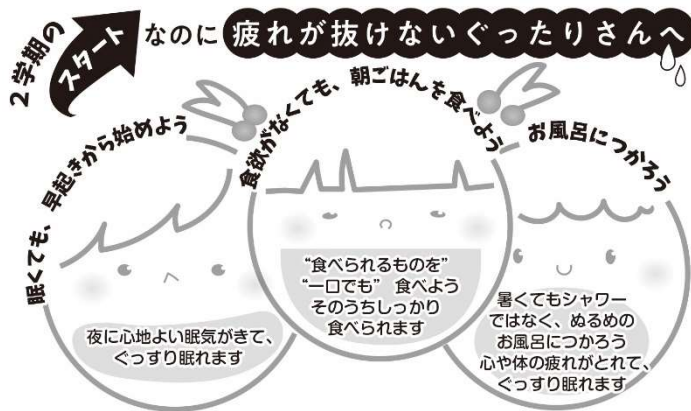 2学期の
スタート
なのに
疲れが抜けないぐったりさんへ
眠くても、早起きから始めよう
夜に心地よい眠気がきて、
ぐっすり眠れます
食欲がなくても、朝ごはんを食べよう
“食べられるものを”
“一口でも” 食べよう
そのうちしっかり
食べられます
お風呂につかろう
暑くてもシャワー
ではなく、ぬるめの
お風呂につかろう
心や体の疲れがとれて、
ぐっすり眠れます